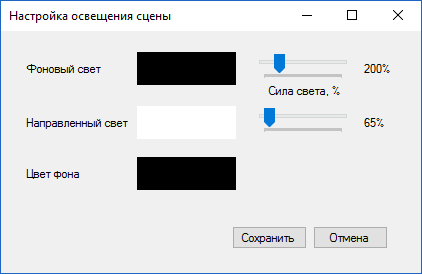 Настройка освещения сцены
Фоновый свет
200%
Сила света, %
Направленный свет
65%
Цвет фона
Сохранить
Отмена